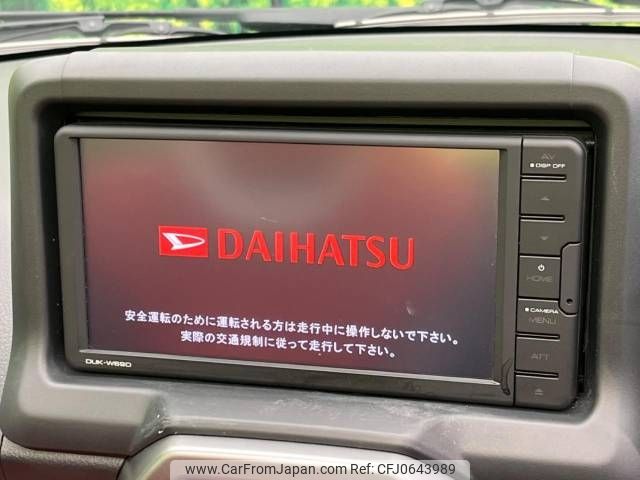 AV
DISP OFF
DAIHATSU
HOME
CAMERA
MENU
安全運転のために運転される方は走行中に操作しないで下さい。
実際の交通規制に従って走行して下さい。
ATT
DUK-W69D
www.CarFromJapan.com ID:CFJ90643989